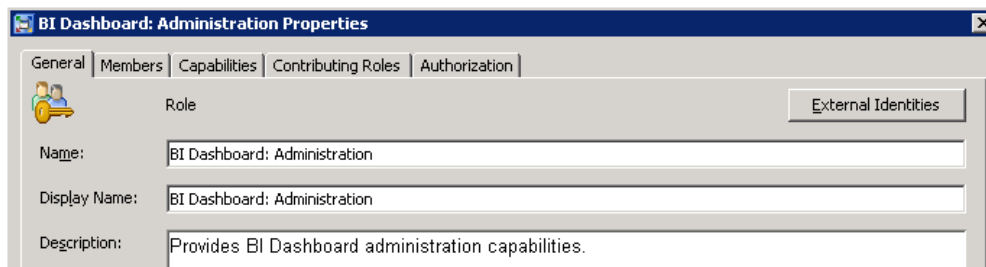 BI Dashboard: Administration Properties
General Members Capabilities Contributing Roles Authorization
Role External Identities
Name: BI Dashboard: Administration
Display Name: BI Dashboard: Administration
Description: Provides BI Dashboard administration capabilities.